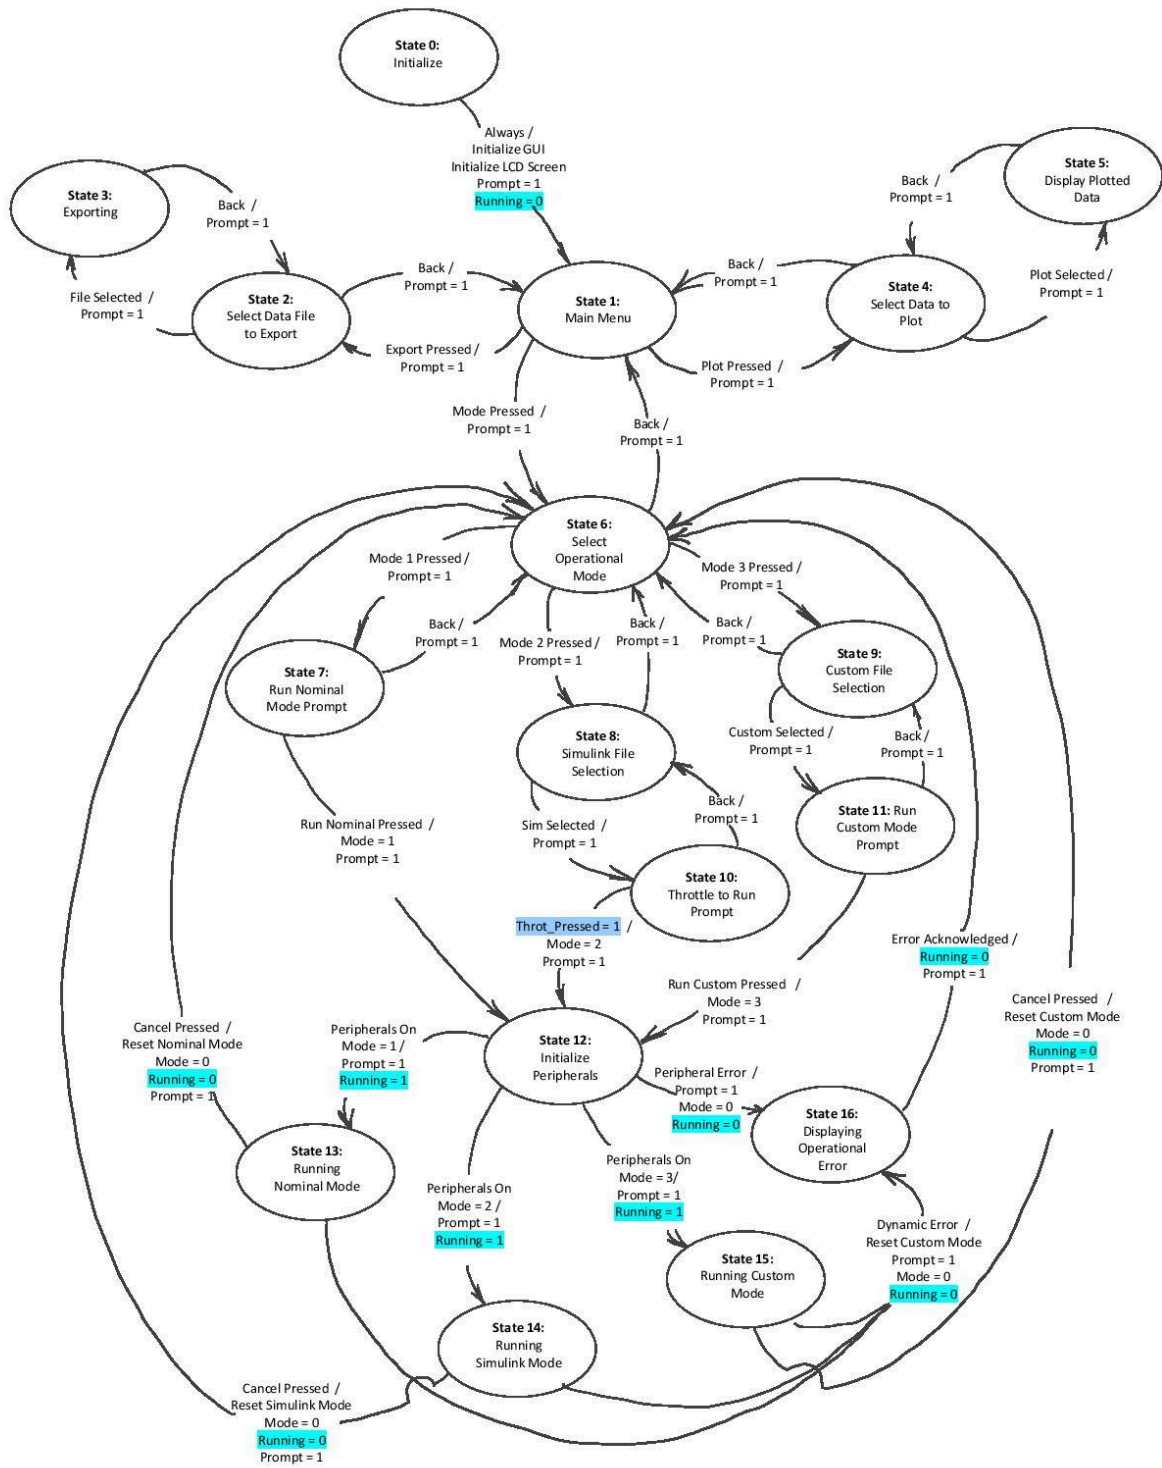 State 0:
Initialize
Always /
Initialize GUI
Initialize LCD Screen
Prompt = 1
Running = 0
State 3:
Exporting
Back /
Prompt = 1
State 5:
Display Plotted
Data
Back /
Prompt = 1
File Selected /
Prompt = 1
State 2:
Select Data File
to Export
Back /
Prompt = 1
State 1:
Main Menu
Back /
Prompt = 1
State 4:
Select Data to
Plot
Plot Selected /
Prompt = 1
Export Pressed /
Prompt = 1
Plot Pressed /
Prompt = 1
Mode Pressed /
Prompt = 1
Back /
Prompt = 1
State 6:
Select
Operational
Mode
Mode 1 Pressed /
Prompt = 1
Mode 3 Pressed /
Prompt = 1
Back /
Prompt = 1
Mode 2 Pressed /
Prompt = 1
Back /
Prompt = 1
Back /
Prompt = 1
State 7:
Run Nominal
Mode Prompt
State 9:
Custom File
Selection
State 8:
Simulink File
Selection
Custom Selected /
Prompt = 1
Back /
Prompt = 1
Run Nominal Pressed /
Mode = 1
Prompt = 1
Sim Selected /
Prompt = 1
Back /
Prompt = 1
State 11: Run
Custom Mode
Prompt
State 10:
Throttle to Run
Prompt
Throt_Pressed = 1 /
Mode = 2
Prompt = 1
Error Acknowledged /
Running = 0
Prompt = 1
Run Custom Pressed /
Mode = 3
Prompt = 1
Cancel Pressed /
Reset Custom Mode
Mode = 0
Running = 0
Prompt = 1
Cancel Pressed /
Reset Nominal Mode
Mode = 0
Running = 0
Prompt = 1
Peripherals On
Mode = 1 /
Prompt = 1
Running = 1
State 12:
Initialize
Peripherals
Peripheral Error /
Prompt = 1
Mode = 0
Running = 0
State 16:
Displaying
Operational
Error
State 13:
Running
Nominal Mode
Peripherals On
Mode = 2 /
Prompt = 1
Running = 1
Peripherals On
Mode = 3/
Prompt = 1
Running = 1
Dynamic Error /
Reset Custom Mode
Prompt = 1
Mode = 0
Running = 0
State 15:
Running Custom
Mode
State 14:
Running
Simulink Mode
Cancel Pressed /
Reset Simulink Mode
Mode = 0
Running = 0
Prompt = 1